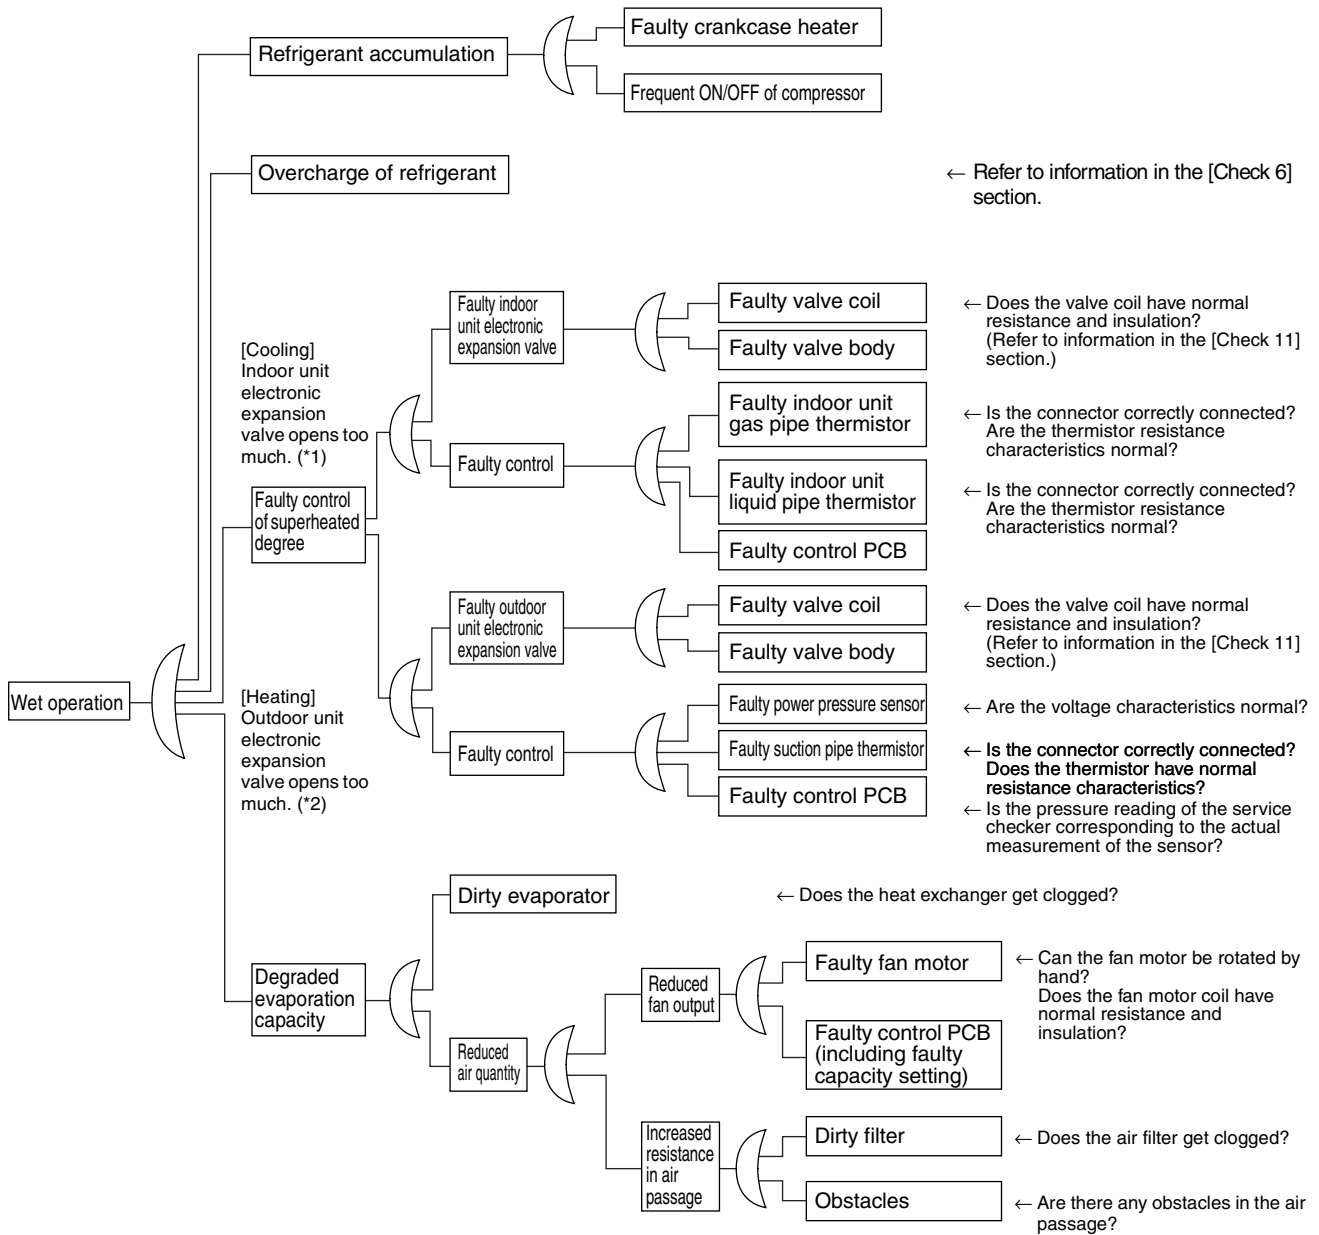 Refrigerant accumulation
Faulty crankcase heater
Frequent ON/OFF of compressor
Overcharge of refrigerant
← Refer to information in the [Check 6]
section.
[Cooling]
Indoor unit
electronic
expansion
valve opens too
much. (*1)
Faulty indoor
unit electronic
expansion valve
Faulty valve coil
← Does the valve coil have normal
resistance and insulation?
(Refer to information in the [Check 11]
section.)
Faulty valve body
Faulty control
Faulty indoor unit
gas pipe thermistor
← Is the connector correctly connected?
Are the thermistor resistance
characteristics normal?
Faulty indoor unit
liquid pipe thermistor
← Is the connector correctly connected?
Are the thermistor resistance
characteristics normal?
Faulty control PCB
Faulty control
of superheated
degree
Faulty outdoor
unit electronic
expansion valve
Faulty valve coil
← Does the valve coil have normal
resistance and insulation?
(Refer to information in the [Check 11]
section.)
Faulty valve body
Wet operation
[Heating]
Outdoor unit
electronic
expansion
valve opens too
much. (*2)
Faulty control
Faulty power pressure sensor
← Are the voltage characteristics normal?
Faulty suction pipe thermistor
← Is the connector correctly connected?
Does the thermistor have normal
resistance characteristics?
Faulty control PCB
← Is the pressure reading of the service
checker corresponding to the actual
measurement of the sensor?
Dirty evaporator
← Does the heat exchanger get clogged?
Degraded
evaporation
capacity
Reduced
air quantity
Reduced
fan output
Faulty fan motor
← Can the fan motor be rotated by
hand?
Does the fan motor coil have
normal resistance and
insulation?
Faulty control PCB
(including faulty
capacity setting)
Increased
resistance
in air
passage
Dirty filter
← Does the air filter get clogged?
Obstacles
← Are there any obstacles in the air
passage?